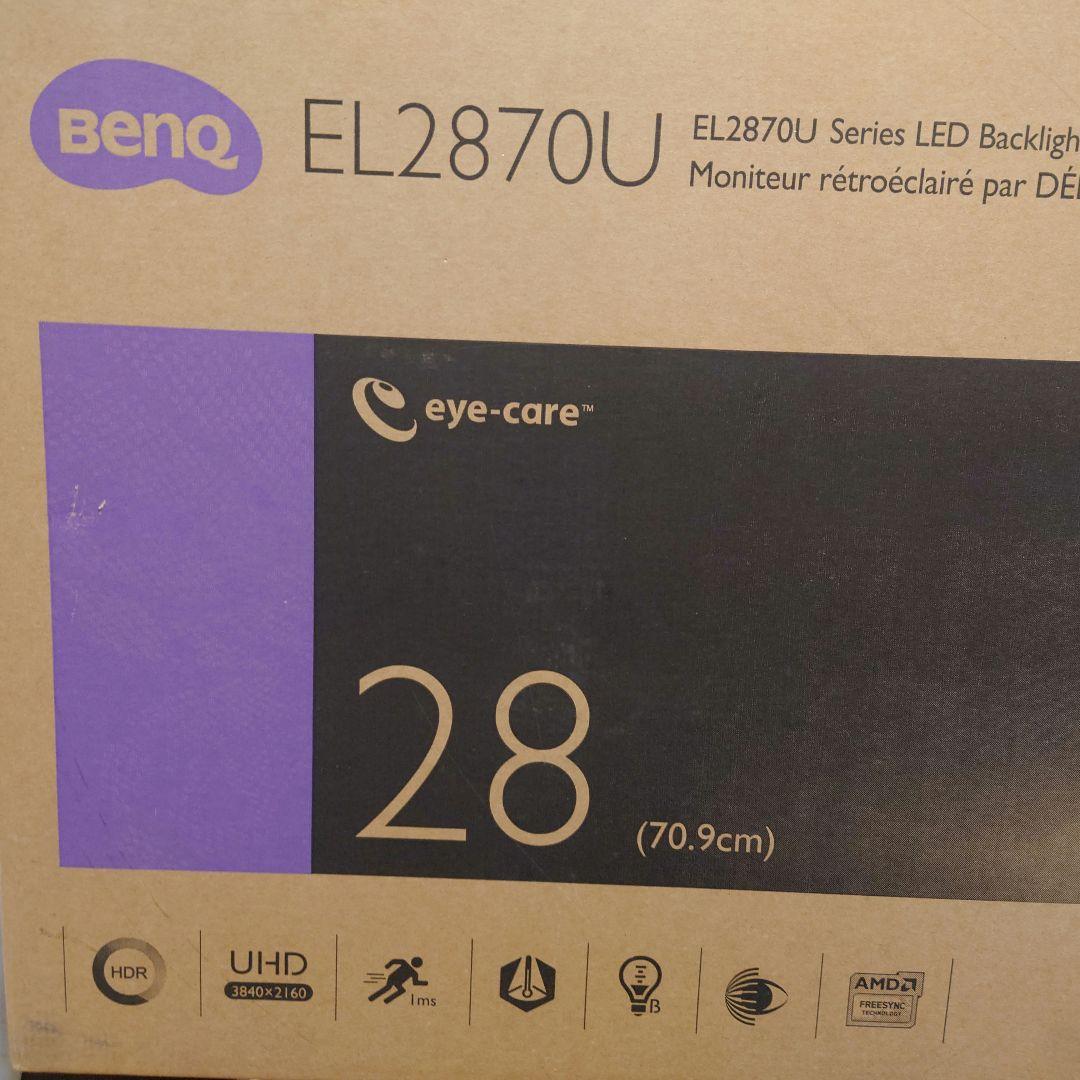 BenQ
EL2870U
EL2870U Series LED Backligh
Moniteur rétroéclairé par DÉL
eye-care™
28
(70.9cm)
HDR
UHD
3840×2160
1ms
B
AMD
FREESYNC
TECHNOLOGY